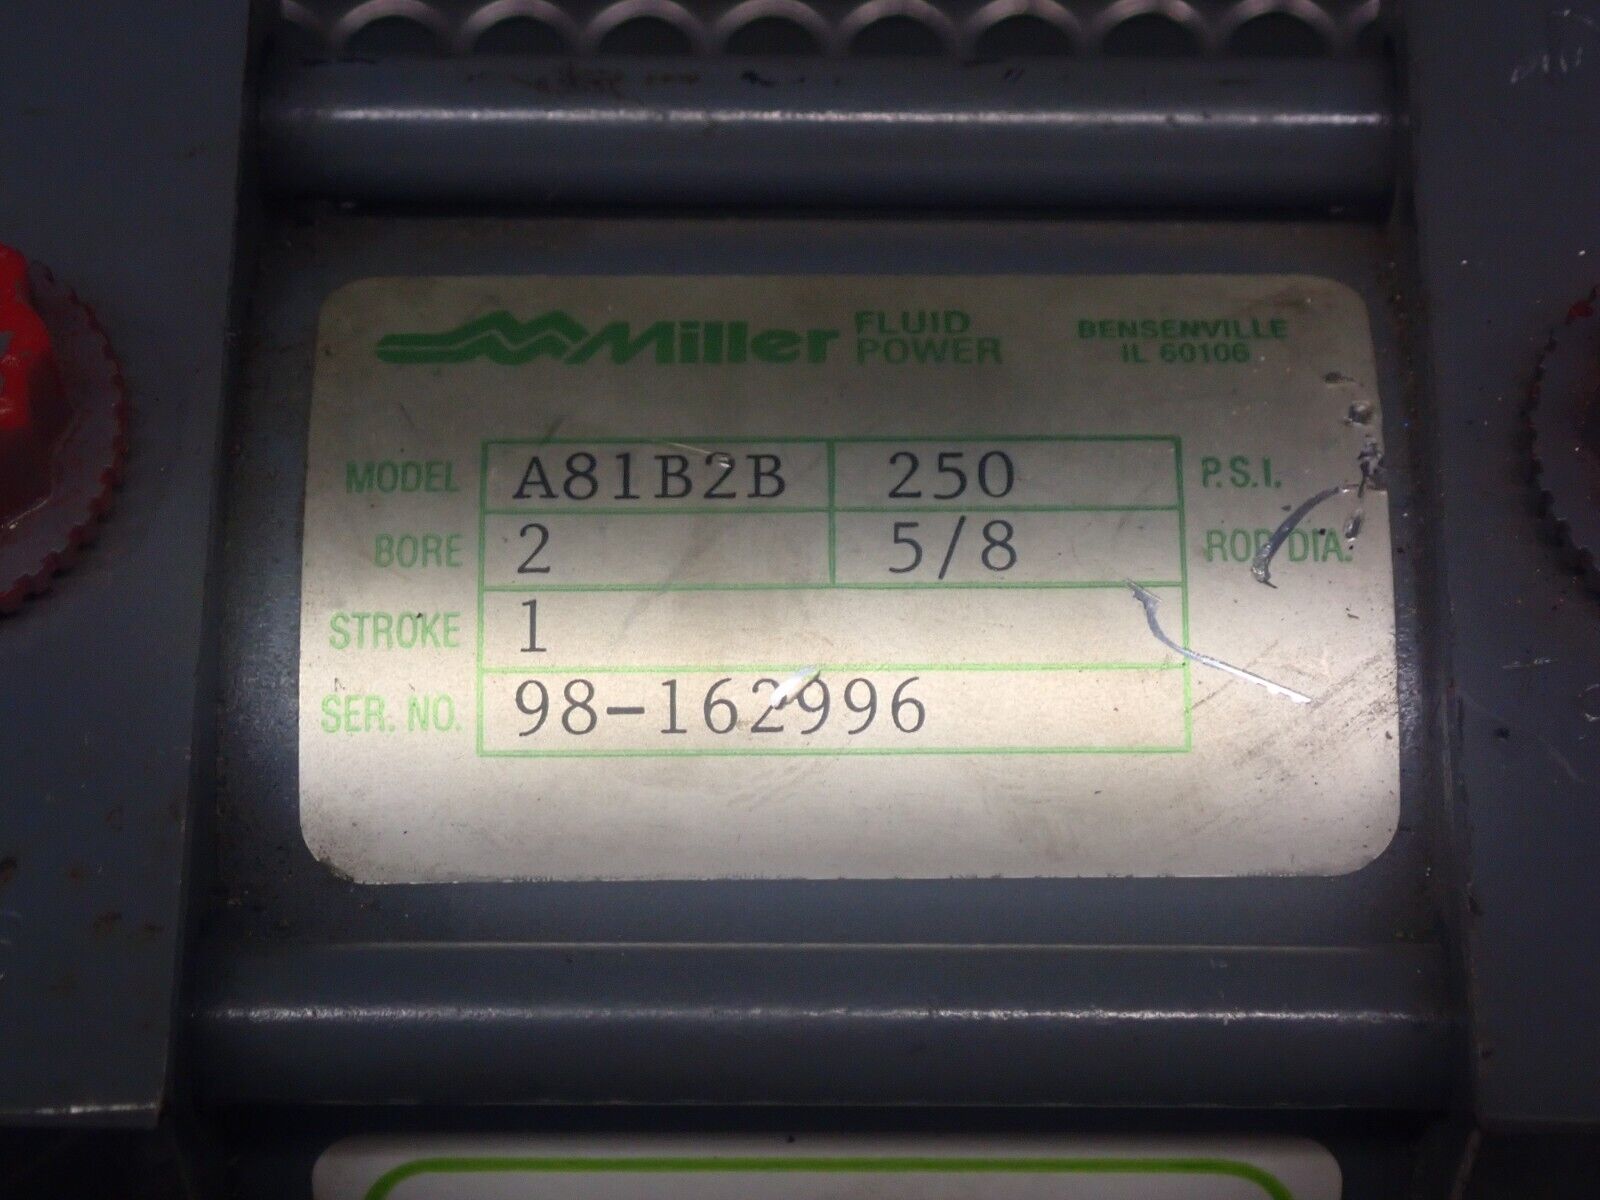 Miller FLUID POWER
BENSENVILLE
IL 60106
MODEL A81B2B 250 P.S.I.
BORE 2 5/8 ROD DIA.
STROKE 1
SER. NO. 98-162996